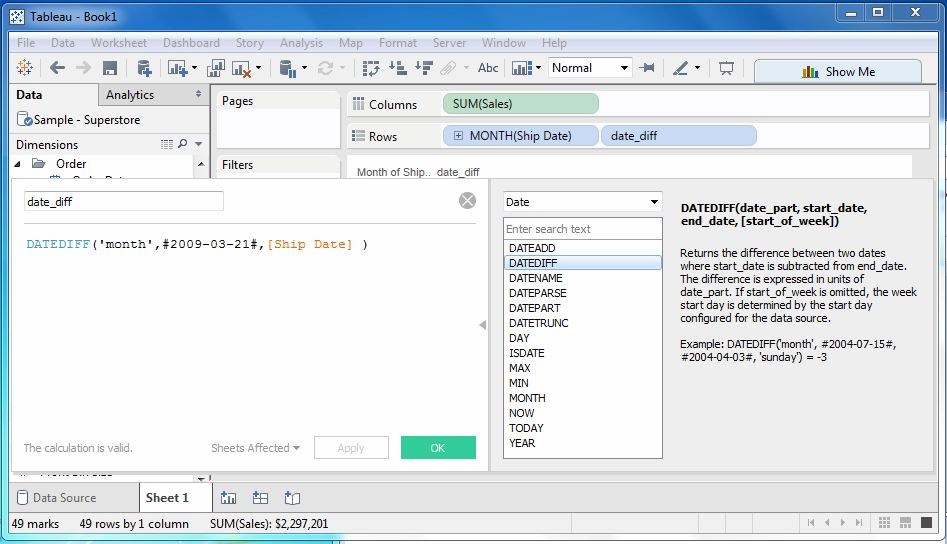 Tableau - Book1
File Data Worksheet Dashboard Story Analysis Map Format Server Window Help
Abc Normal Show Me
Data Analytics
Pages
Columns SUM(Sales)
Sample - Superstore
Rows MONTH(Ship Date) date_diff
Dimensions
Filters
Order
Month of Ship.. date_diff
date_diff
DATEDIFF('month',#2009-03-21#,[Ship Date] )
The calculation is valid.
Sheets Affected
Apply
OK
Date
Enter search text
DATEADD
DATEDIFF
DATENAME
DATEPARSE
DATEPART
DATETRUNC
DAY
ISDATE
MAX
MIN
MONTH
NOW
TODAY
YEAR
DATEDIFF(date_part, start_date,
end_date, [start_of_week])
Returns the difference between two dates
where start_date is subtracted from end_date.
The difference is expressed in units of
date_part. If start_of_week is omitted, the week
start day is determined by the start day
configured for the data source.
Example: DATEDIFF('month', #2004-07-15#,
#2004-04-03#, 'sunday') = -3
Data Source Sheet 1
49 marks 49 rows by 1 column SUM(Sales): $2,297,201